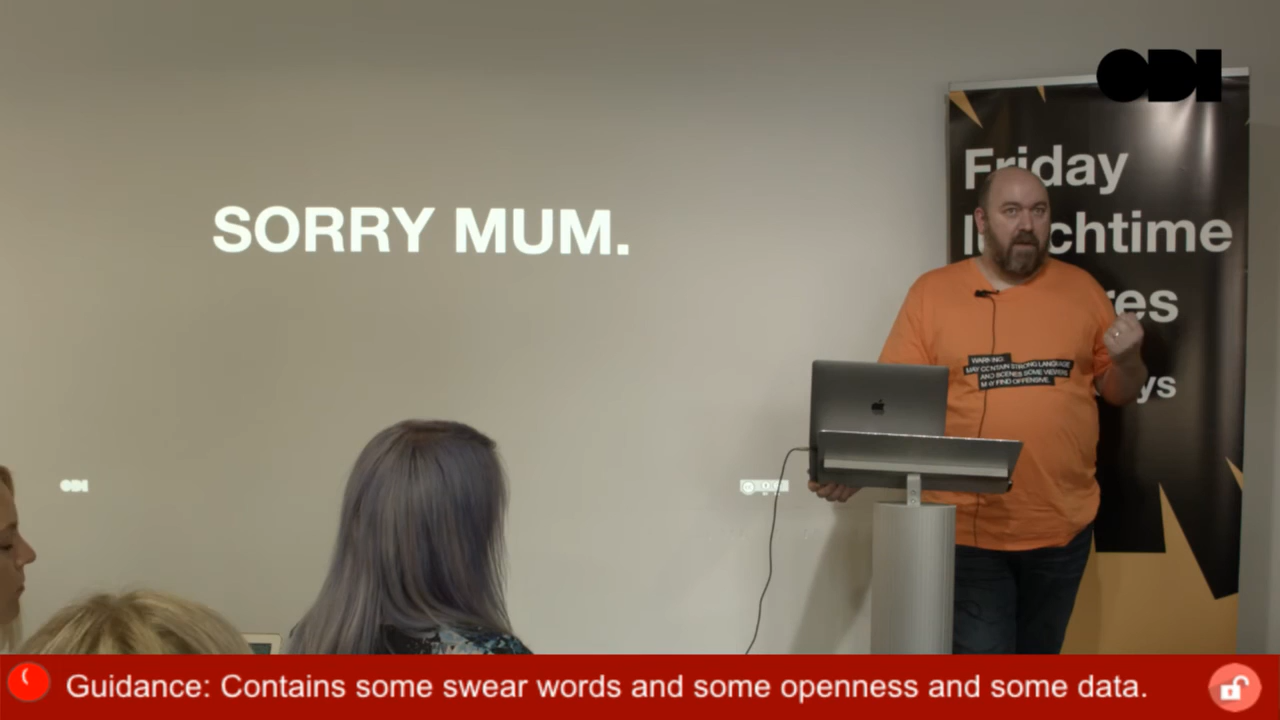 ODI
Friday
lunchtime
res
ys
SORRY MUM.
WARNING:
MAY CONTAIN STRONG LANGUAGE
AND SCENES SOME VIEWERS
MAY FIND OFFENSIVE.
ODI
Guidance: Contains some swear words and some openness and some data.